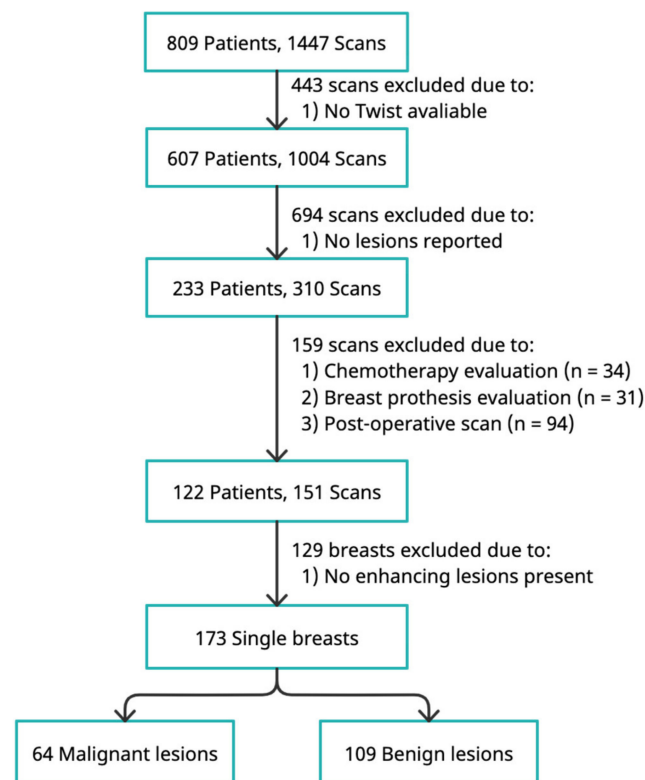 809 Patients, 1447 Scans
443 scans excluded due to:
1) No Twist avaliable
607 Patients, 1004 Scans
694 scans excluded due to:
1) No lesions reported
233 Patients, 310 Scans
159 scans excluded due to:
1) Chemotherapy evaluation (n = 34)
2) Breast prothesis evaluation (n = 31)
3) Post-operative scan (n = 94)
122 Patients, 151 Scans
129 breasts excluded due to:
1) No enhancing lesions present
173 Single breasts
64 Malignant lesions
109 Benign lesions